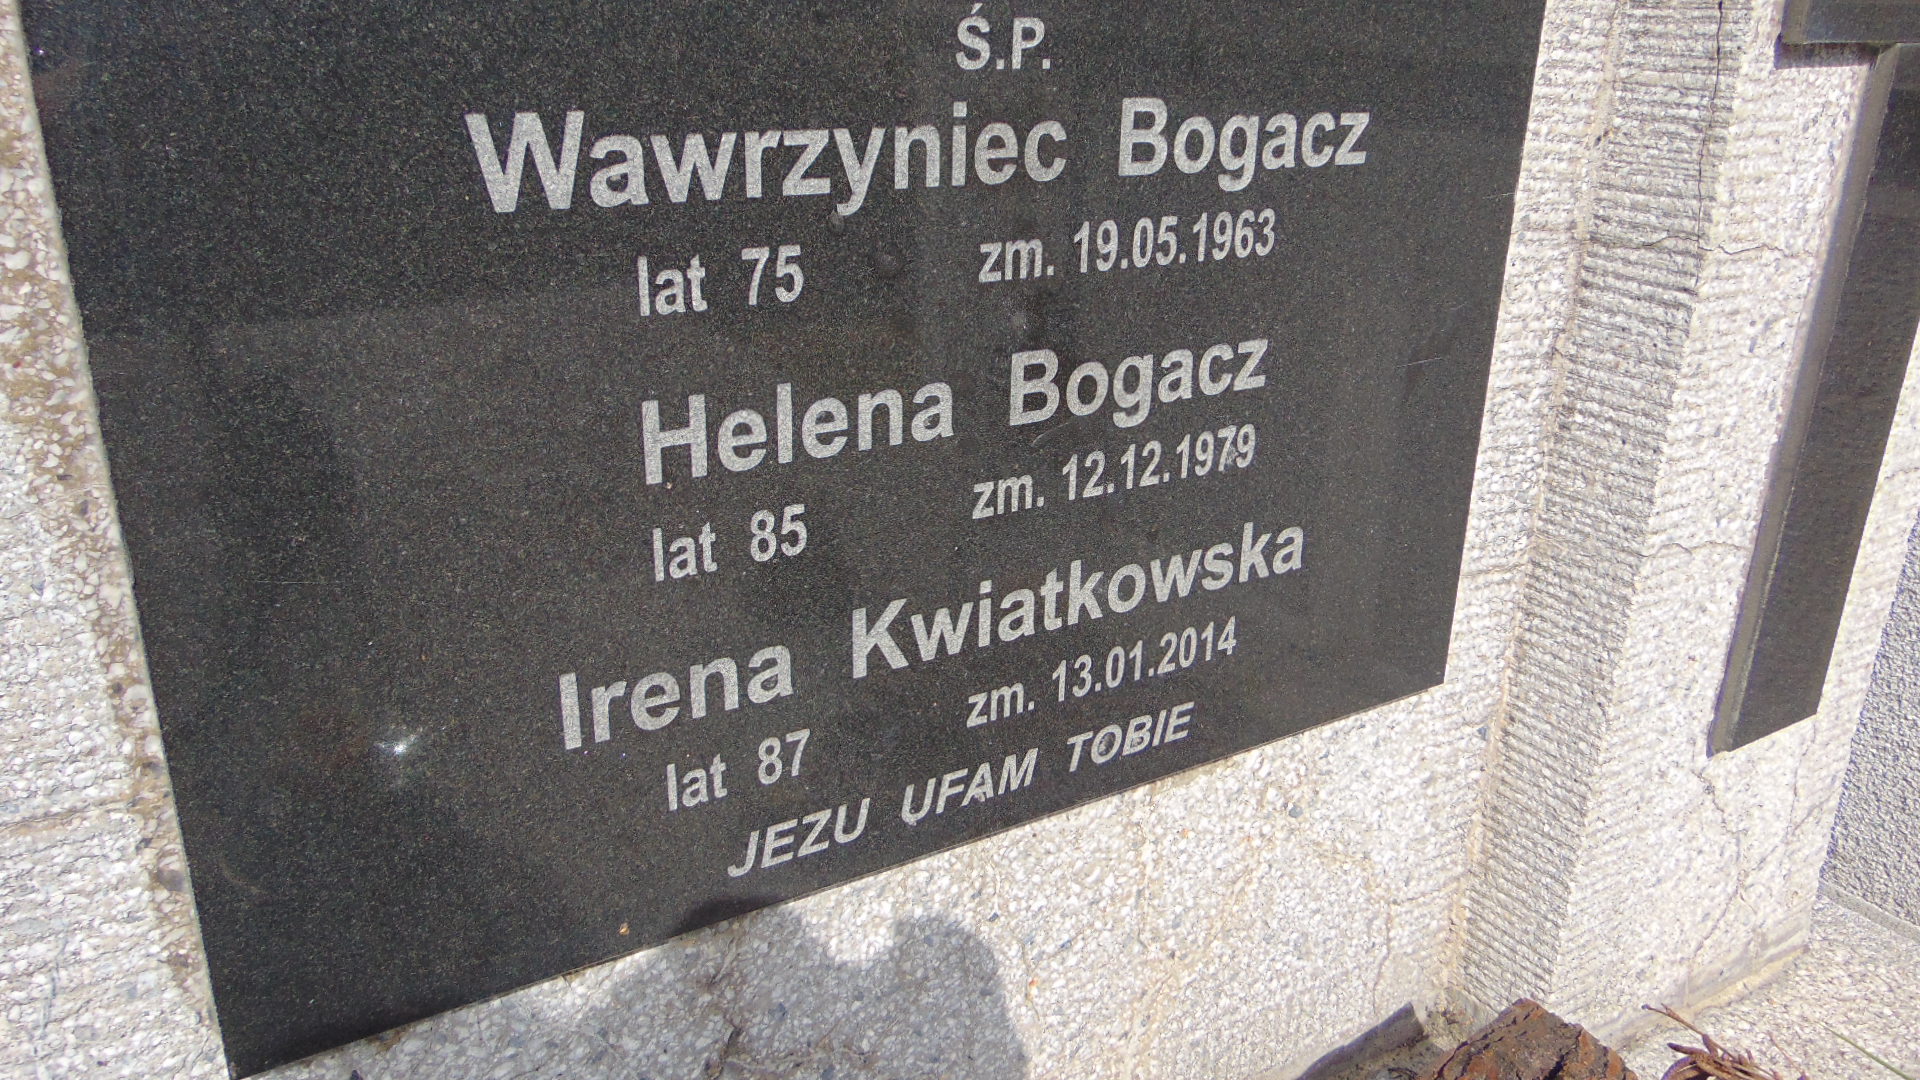 Ś.P.
Wawrzyniec Bogacz
lat 75 zm. 19.05.1963
Helena Bogacz
lat 85 zm. 12.12.1979
Irena Kwiatkowska
lat 87 zm. 13.01.2014
JEZU UFAM TOBIE